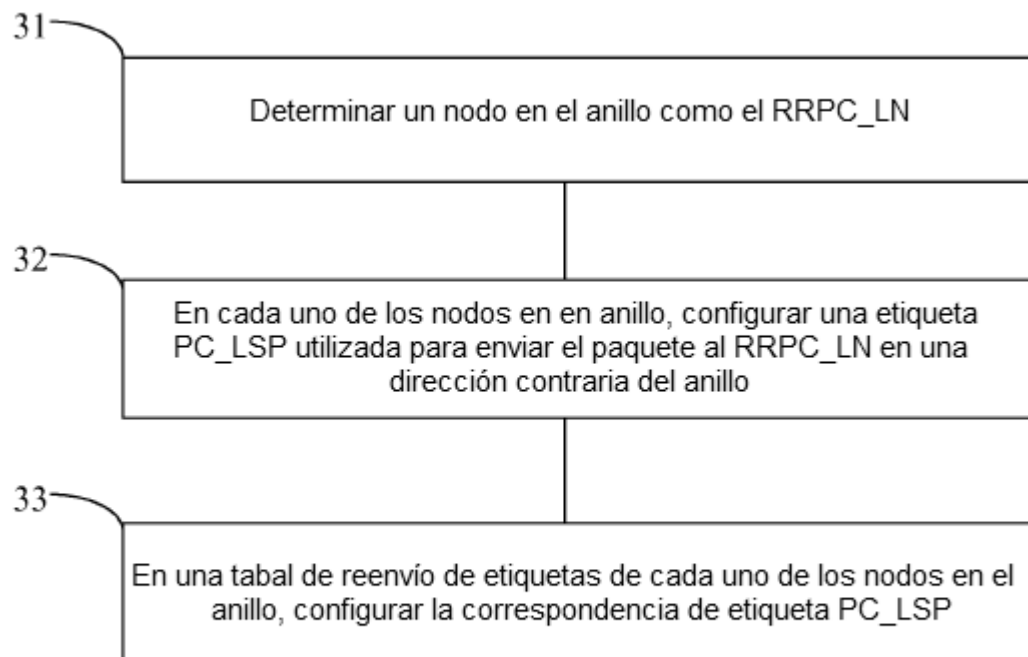 31
Determinar un nodo en el anillo como el RRPC_LN
32
En cada uno de los nodos en en anillo, configurar una etiqueta
PC_LSP utilizada para enviar el paquete al RRPC_LN en una
dirección contraria del anillo
33
En una tabal de reenvío de etiquetas de cada uno de los nodos en el
anillo, configurar la correspondencia de etiqueta PC_LSP